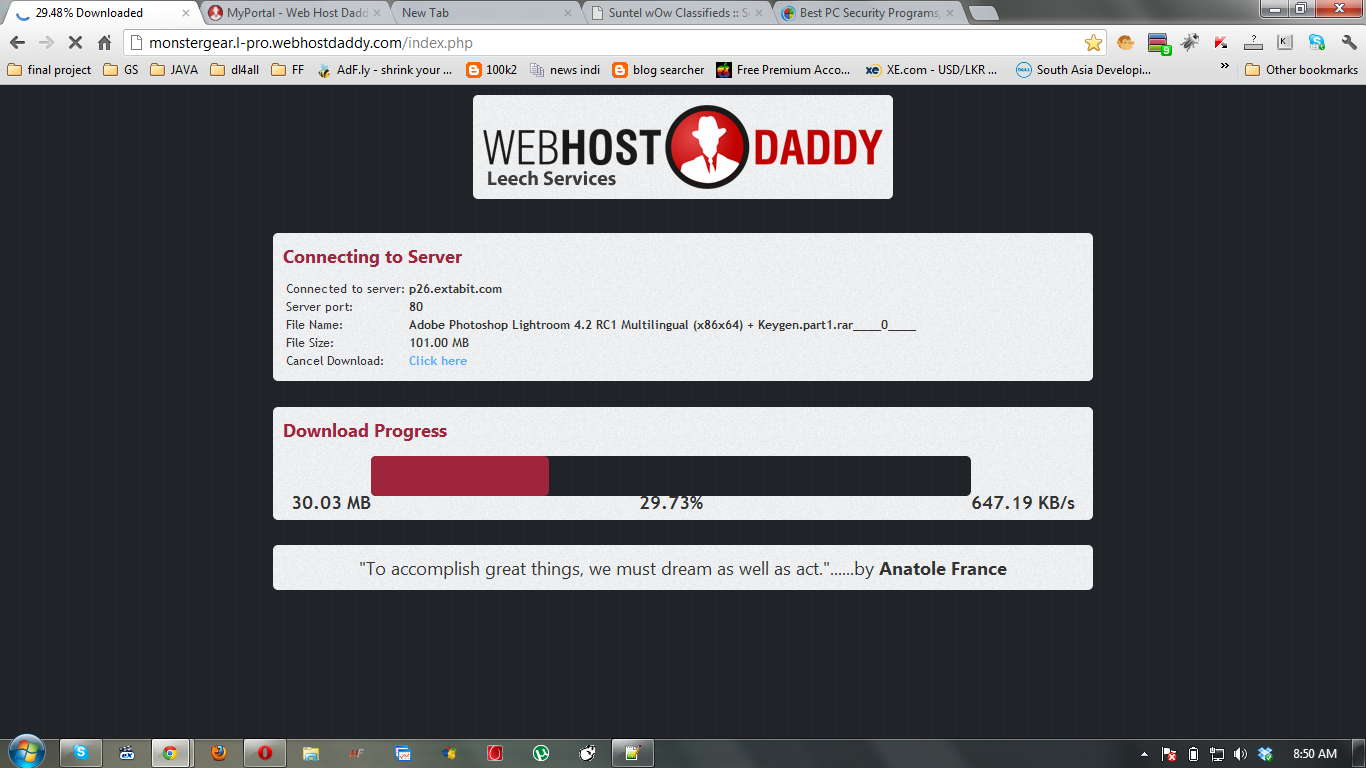 29.48% Downloaded
MyPortal - Web Host Dadd
New Tab
Suntel wOw Classifieds :: S
Best PC Security Programs,
monstergear.l-pro.webhostdaddy.com/index.php
9
K
final project
GS
JAVA
dl4all
FF
AdF.ly - shrink your ...
100k2
news indi
blog searcher
Free Premium Acco...
XE.com - USD/LKR ...
South Asia Developi...
»
Other bookmarks
WEBHOST DADDY
Leech Services
Connecting to Server
Connected to server: p26.extabit.com
Server port: 80
File Name: Adobe Photoshop Lightroom 4.2 RC1 Multilingual (x86x64) + Keygen.part1.rar____0____
File Size: 101.00 MB
Cancel Download: Click here
Download Progress
30.03 MB 29.73% 647.19 KB/s
"To accomplish great things, we must dream as well as act."......by Anatole France
8:50 AM